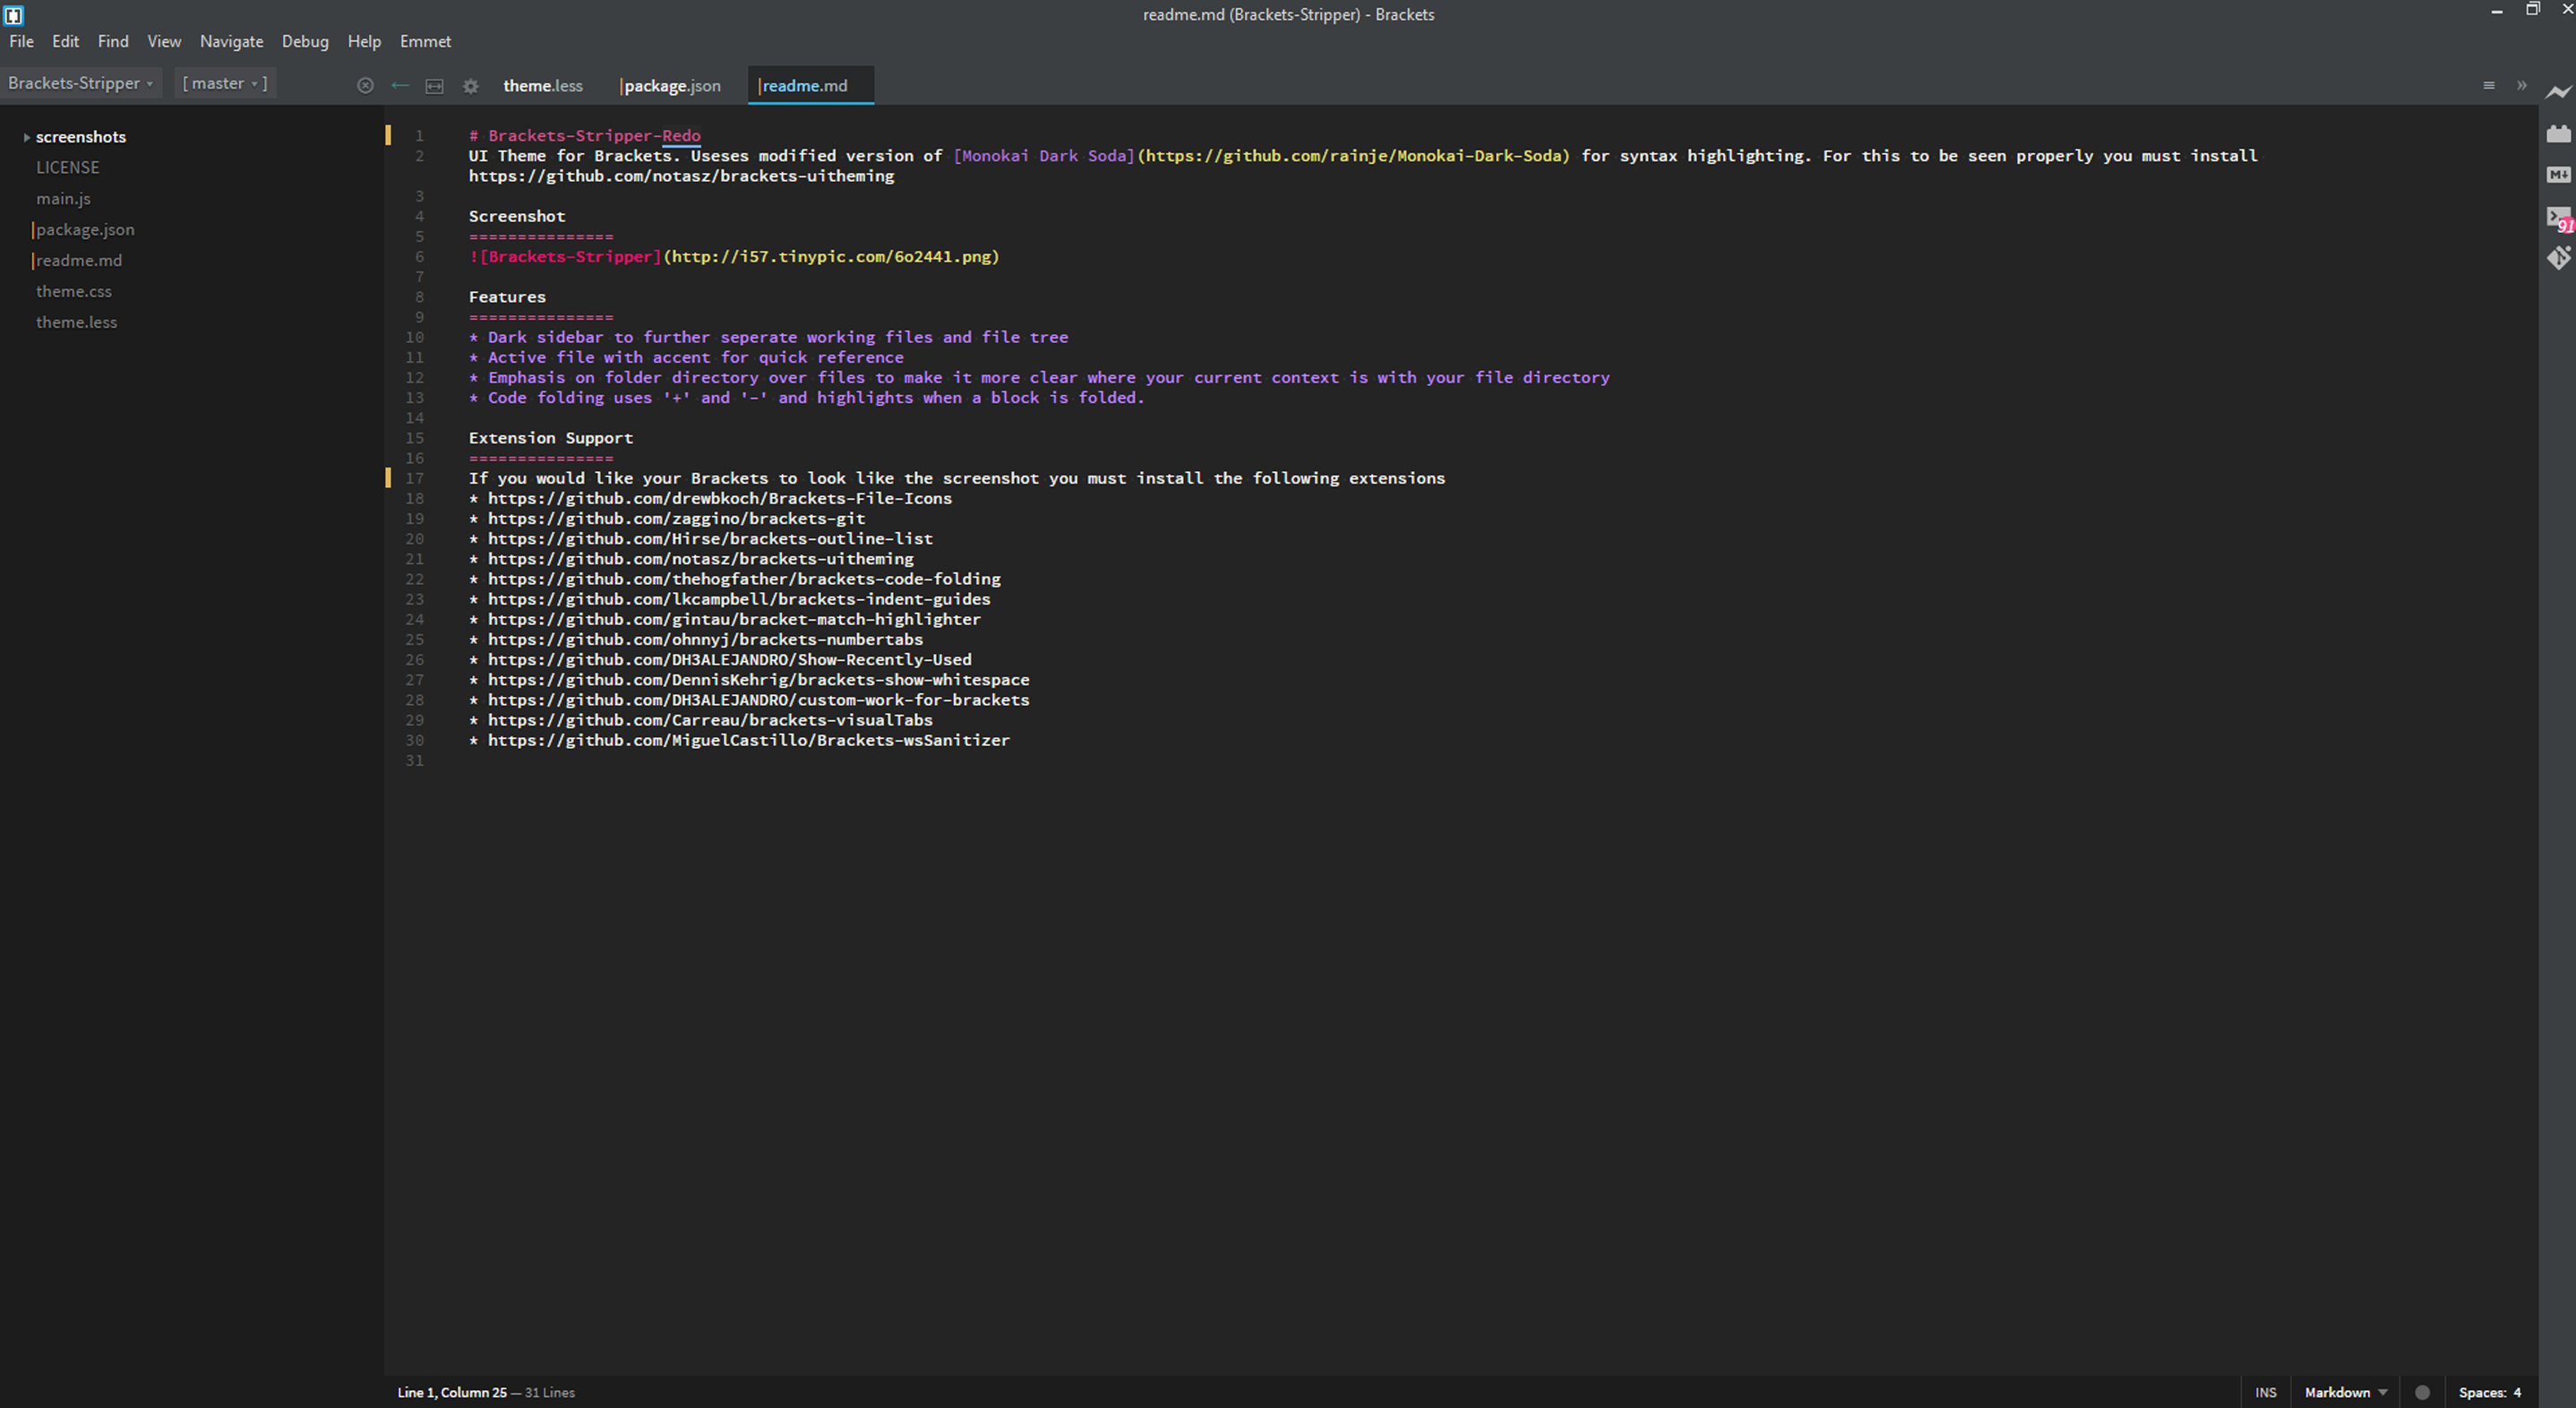 readme.md (Brackets-Stripper) - Brackets
File Edit Find View Navigate Debug Help Emmet
Brackets-Stripper [ master ] theme.less package.json readme.md
screenshots
LICENSE
main.js
package.json
readme.md
theme.css
theme.less
1 # Brackets-Stripper-Redo
2 UI Theme for Brackets. Useses modified version of [Monokai Dark Soda](https://github.com/rainje/Monokai-Dark-Soda) for syntax highlighting. For this to be seen properly you must install
https://github.com/notasz/brackets-uitheming
3
4 Screenshot
5 ===============
6 ![Brackets-Stripper](http://i57.tinypic.com/6o2441.png)
7
8 Features
9 ===============
10 * Dark sidebar to further seperate working files and file tree
11 * Active file with accent for quick reference
12 * Emphasis on folder directory over files to make it more clear where your current context is with your file directory
13 * Code folding uses '+' and '-' and highlights when a block is folded.
14
15 Extension Support
16 ===============
17 If you would like your Brackets to look like the screenshot you must install the following extensions
18 * https://github.com/drewbkoch/Brackets-File-Icons
19 * https://github.com/zaggino/brackets-git
20 * https://github.com/Hirse/brackets-outline-list
21 * https://github.com/notasz/brackets-uitheming
22 * https://github.com/thehogfather/brackets-code-folding
23 * https://github.com/lkcampbell/brackets-indent-guides
24 * https://github.com/gintau/bracket-match-highlighter
25 * https://github.com/ohnnyj/brackets-numbertabs
26 * https://github.com/DH3ALEJANDRO/Show-Recently-Used
27 * https://github.com/DennisKehrig/brackets-show-whitespace
28 * https://github.com/DH3ALEJANDRO/custom-work-for-brackets
29 * https://github.com/Carreau/brackets-visualTabs
30 * https://github.com/MiguelCastillo/Brackets-wsSanitizer
31
M↓
91
Line 1, Column 25 — 31 Lines
INS Markdown Spaces: 4